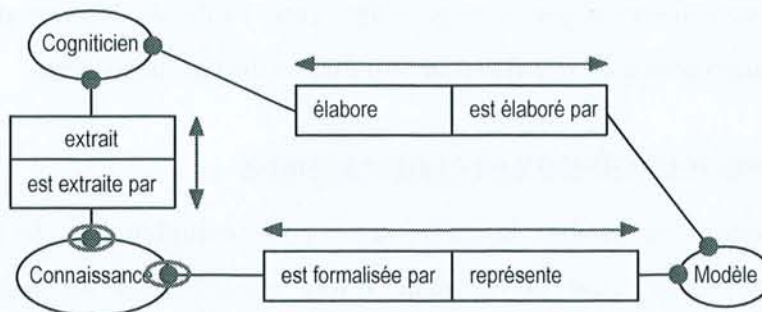 Cogniticien
élabore
est élaboré par
extrait
est extraite par
Connaissance
est formalisée par
représente
Modèle